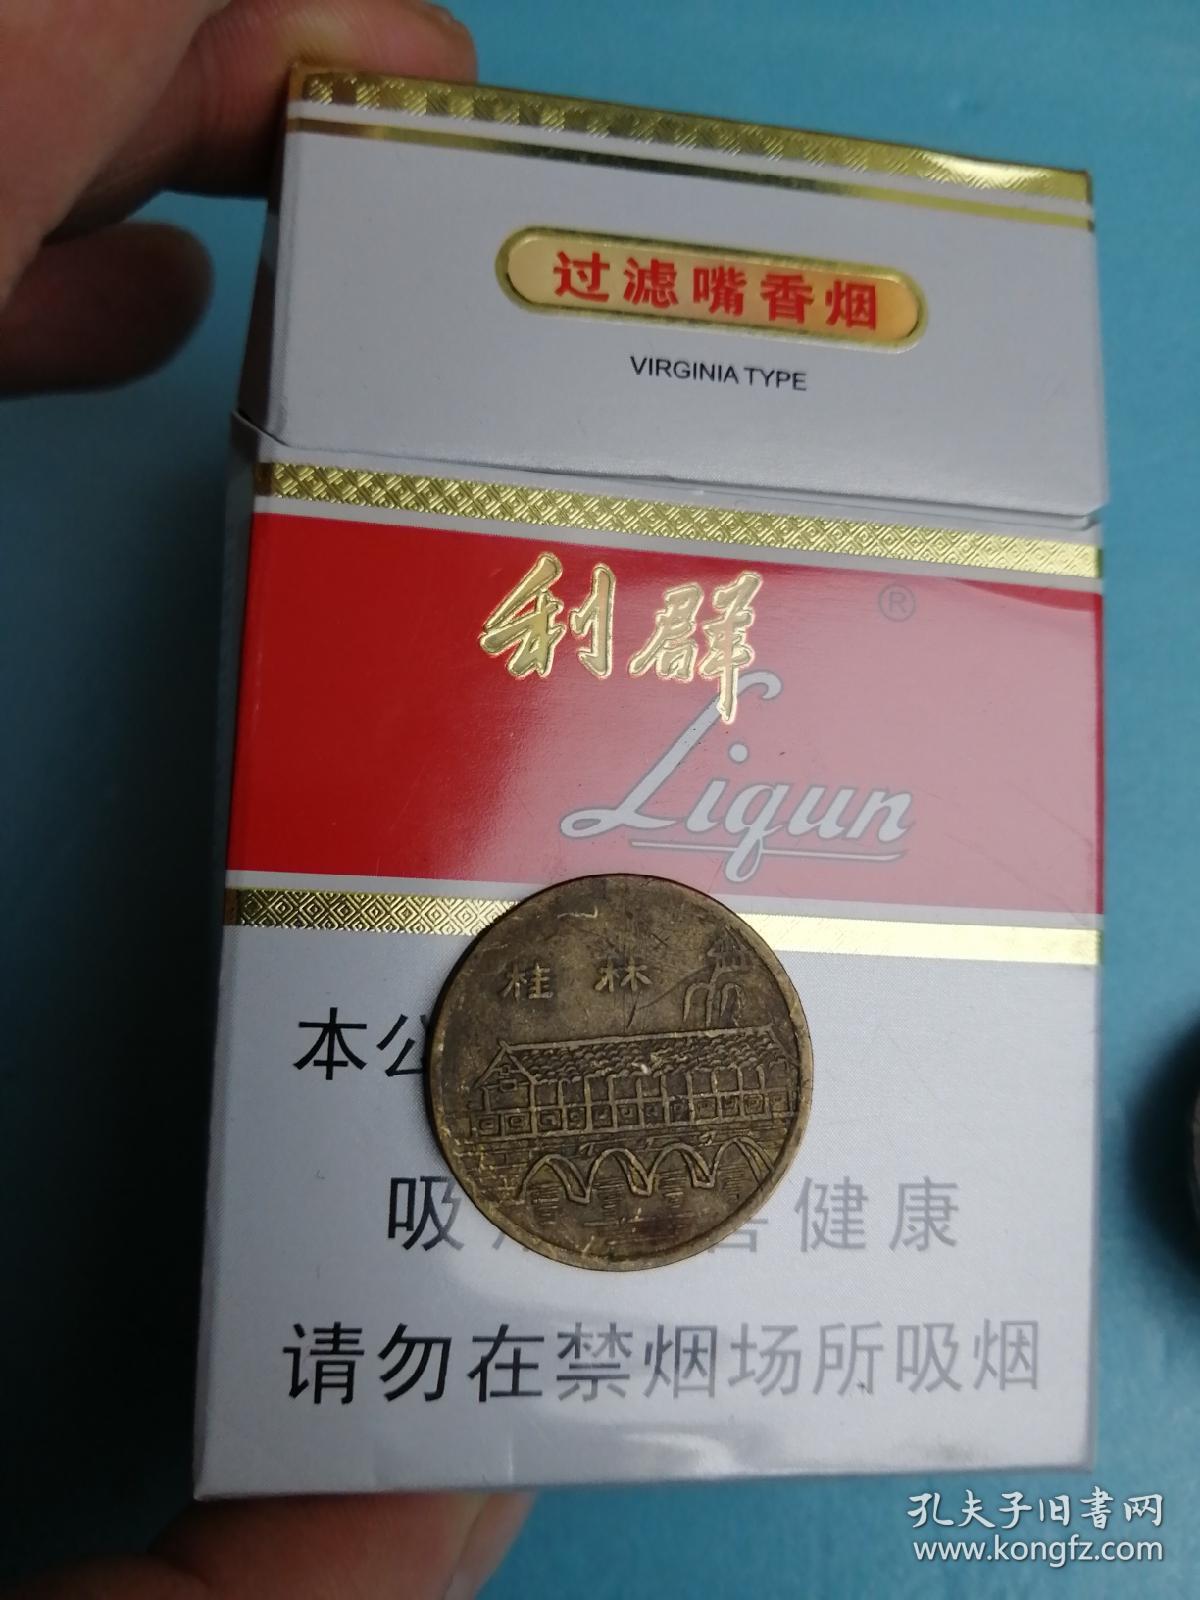 过滤嘴香烟
VIRGINIA TYPE
利群 ®
Liqun
桂林
本公
吸 害健康
请勿在禁烟场所吸烟
孔夫子旧书网
www.kongfz.com